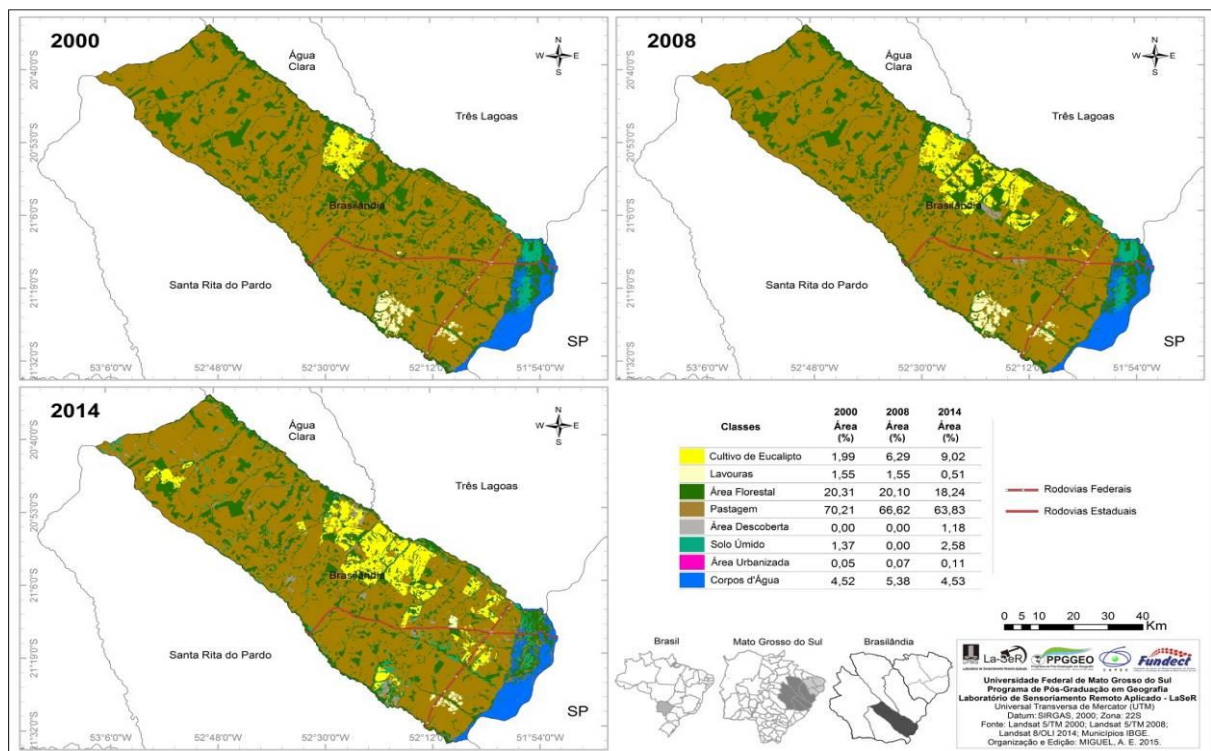 2000
Água
Clara
Três Lagoas
Brasilândia
Santa Rita do Pardo
SP
N
W E
S
20°40'0"S
20°53'0"S
21°6'0"S
21°19'0"S
21°32'0"S
53°6'0"W
52°48'0"W
52°30'0"W
52°12'0"W
51°54'0"W
2008
Água
Clara
Três Lagoas
Brasilândia
Santa Rita do Pardo
SP
N
W E
S
20°40'0"S
20°53'0"S
21°6'0"S
21°19'0"S
21°32'0"S
53°6'0"W
52°48'0"W
52°30'0"W
52°12'0"W
51°54'0"W
2014
Água
Clara
Três Lagoas
Brasilândia
Santa Rita do Pardo
SP
N
W E
S
20°40'0"S
20°53'0"S
21°6'0"S
21°19'0"S
21°32'0"S
Classes 2000 Área (%) 2008 Área (%) 2014 Área (%)
Cultivo de Eucalipto 1,99 6,29 9,02
Lavouras 1,55 1,55 0,51
Área Florestal 20,31 20,10 18,24
Pastagem 70,21 66,62 63,83
Área Descoberta 0,00 0,00 1,18
Solo Úmido 1,37 0,00 2,58
Área Urbanizada 0,05 0,07 0,11
Corpos d'Água 4,52 5,38 4,53
Rodovias Federais
Rodovias Estaduais
10 5 0 10 20 30 40
Km
Brasil
Mato Grosso do Sul
Brasilândia
La-SeR
PPGGEO
CAPES
Fundect
Universidade Federal de Mato Grosso do Sul
Programa de Pós-Graduação em Geografia
Laboratório de Sensoriamento Remoto Aplicado - LaSeR
Universal Transversa de Mercator (UTM)
Datum: SIRGAS, 2000; Zona: 22S
Fonte: Landsat 5/TM 2000; Landsat 5/TM 2008;
Landsat 8/OLI 2014; Municípios IBGE.
Organização e Edição: MIGUEL, A. E. 2015.